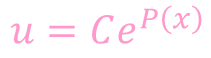 u = Ce^{P(x)}